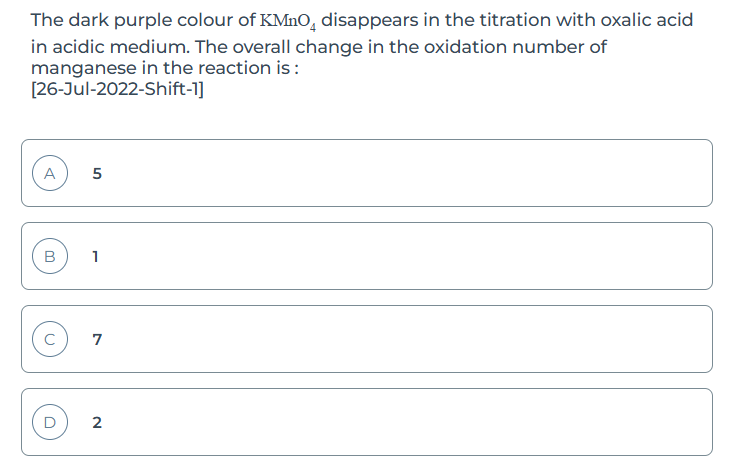 The dark purple colour of KMnO₄ disappears in the titration with oxalic acid
in acidic medium. The overall change in the oxidation number of
manganese in the reaction is :
[26-Jul-2022-Shift-1]
A 5
B 1
C 7
D 2